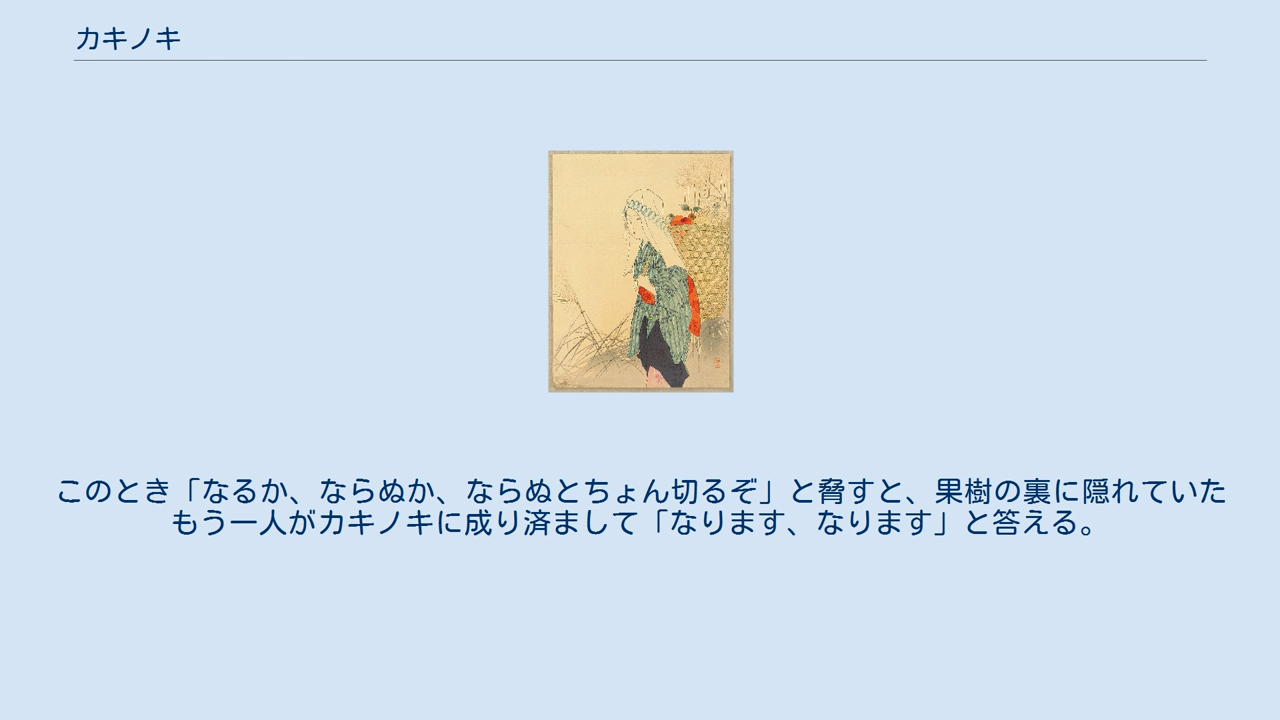 カキノキ
このとき「なるか、ならぬか、ならぬとちょん切るぞ」と脅すと、果樹の裏に隠れていた
もう一人がカキノキに成り済まして「なります、なります」と答える。